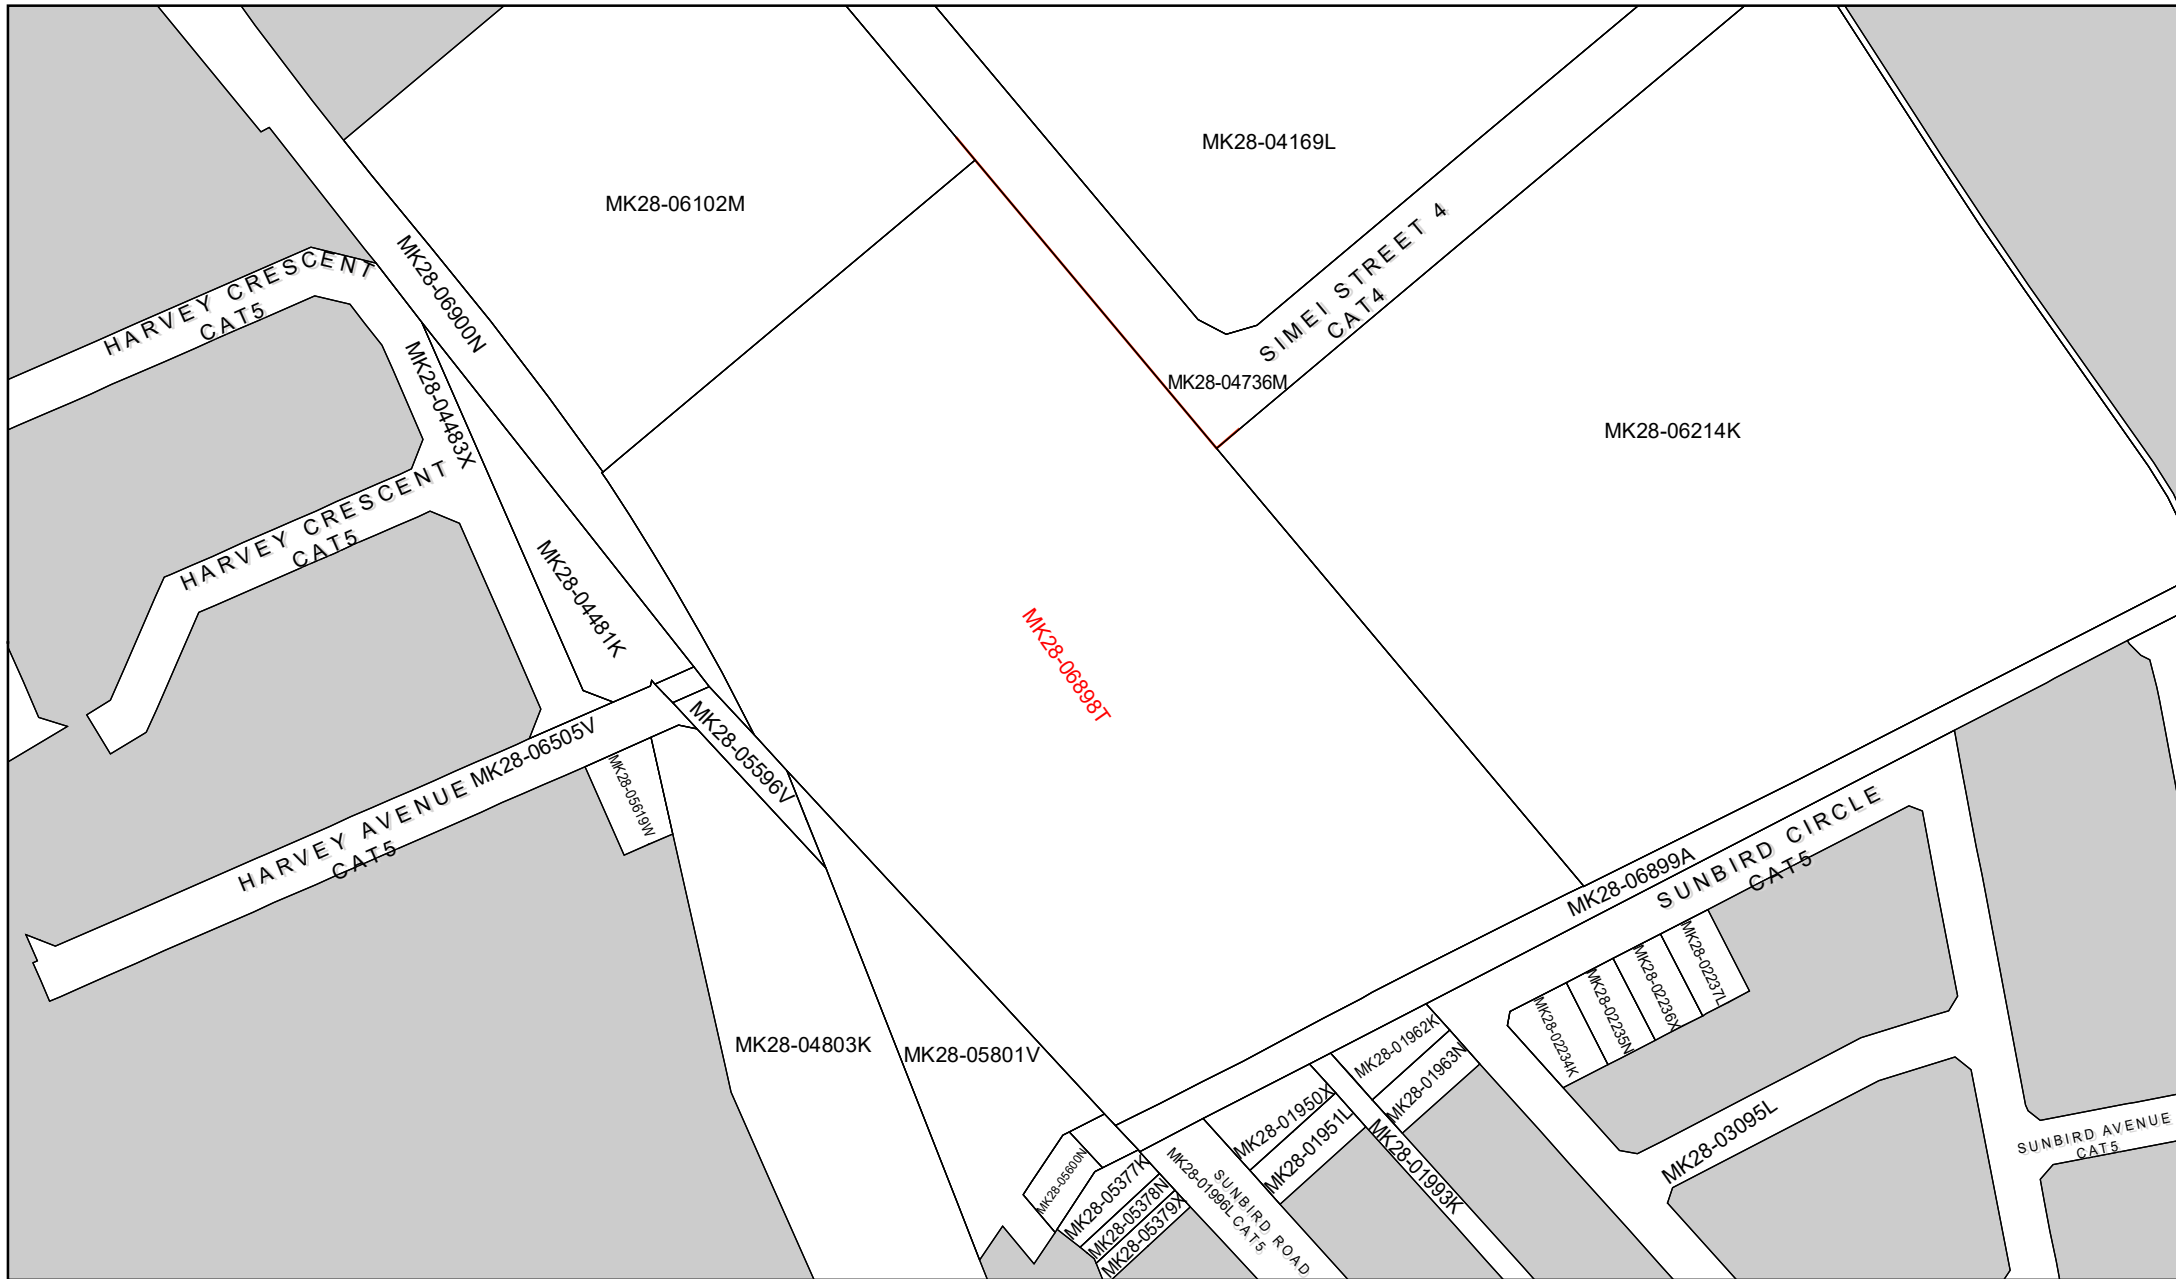 MK28-04169L
MK28-06102M
SIMEI STREET 4
CAT4
HARVEY CRESCENT
CAT5
MK28-06900N
MK28-04736M
MK28-04483X
MK28-06214K
HARVEY CRESCENT
CAT5
MK28-04481K
MK28-06898T
MK28-06505V
HARVEY AVENUE
CAT5
MK28-05596V
MK28-05619W
SUNBIRD CIRCLE
CAT5
MK28-06899A
MK28-02237L
MK28-02236X
MK28-02235N
MK28-02234K
MK28-04803K
MK28-05801V
MK28-01962K
MK28-01963N
MK28-01950X
MK28-01951L
MK28-01993K
MK28-03095L
SUNBIRD AVENUE
CAT5
MK28-05600N
MK28-05377K
MK28-05378N
MK28-05379X
MK28-01996L
SUNBIRD ROAD
CAT5